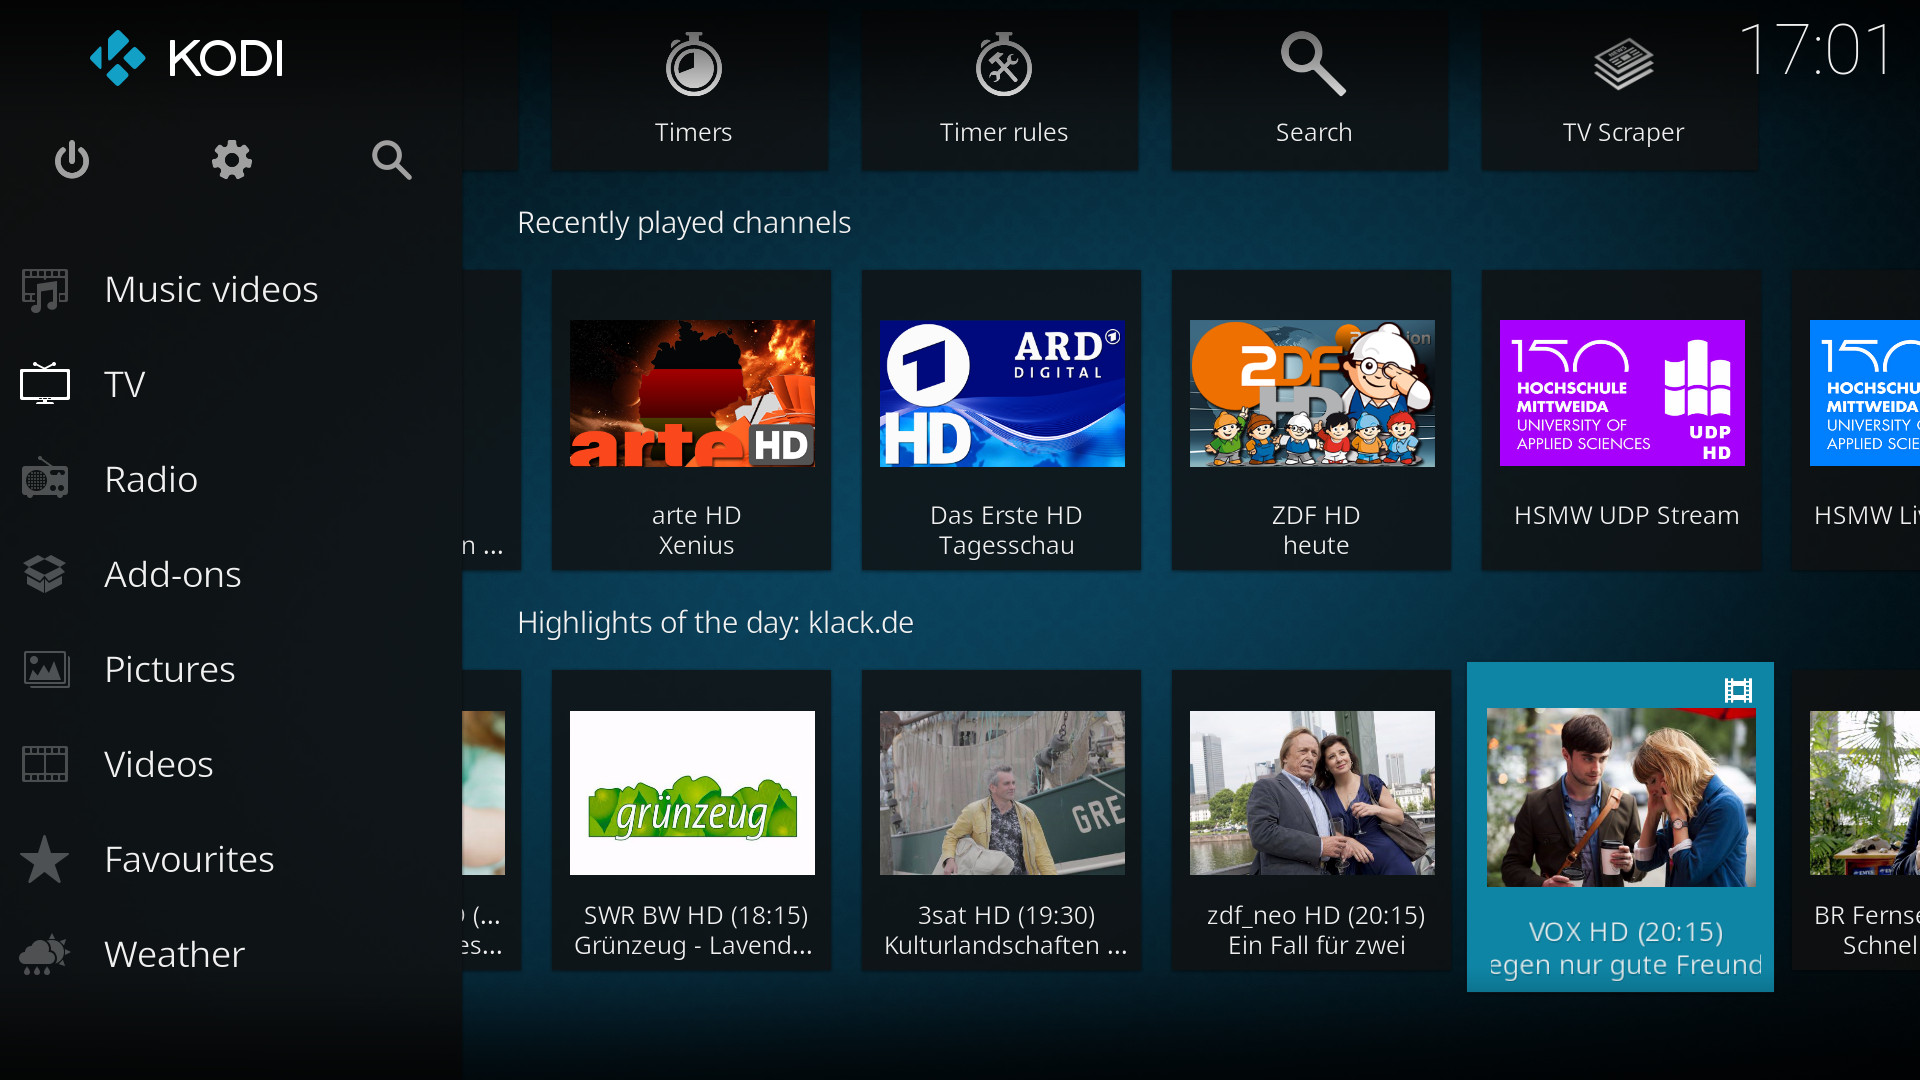 KODI
17:01
Timers
Timer rules
Search
TV Scraper
Music videos
TV
Radio
Add-ons
Pictures
Videos
Favourites
Weather
Recently played channels
arte HD
ARD
DIGITAL
HD
ZDF
HD
150
HOCHSCHULE
MITTWEIDA
UNIVERSITY OF
APPLIED SCIENCES
UDP
HD
150
HOCHSCHU
MITTWEIDA
UNIVERSITY
APPLIED SCIE
n ...
arte HD
Xenius
Das Erste HD
Tagesschau
ZDF HD
heute
HSMW UDP Stream
HSMW Li
Highlights of the day: klack.de
grünzeug
GRE
(...
es...
SWR BW HD (18:15)
Grünzeug - Lavend...
3sat HD (19:30)
Kulturlandschaften ...
zdf_neo HD (20:15)
Ein Fall für zwei
VOX HD (20:15)
egen nur gute Freund
BR Fernse
Schnel